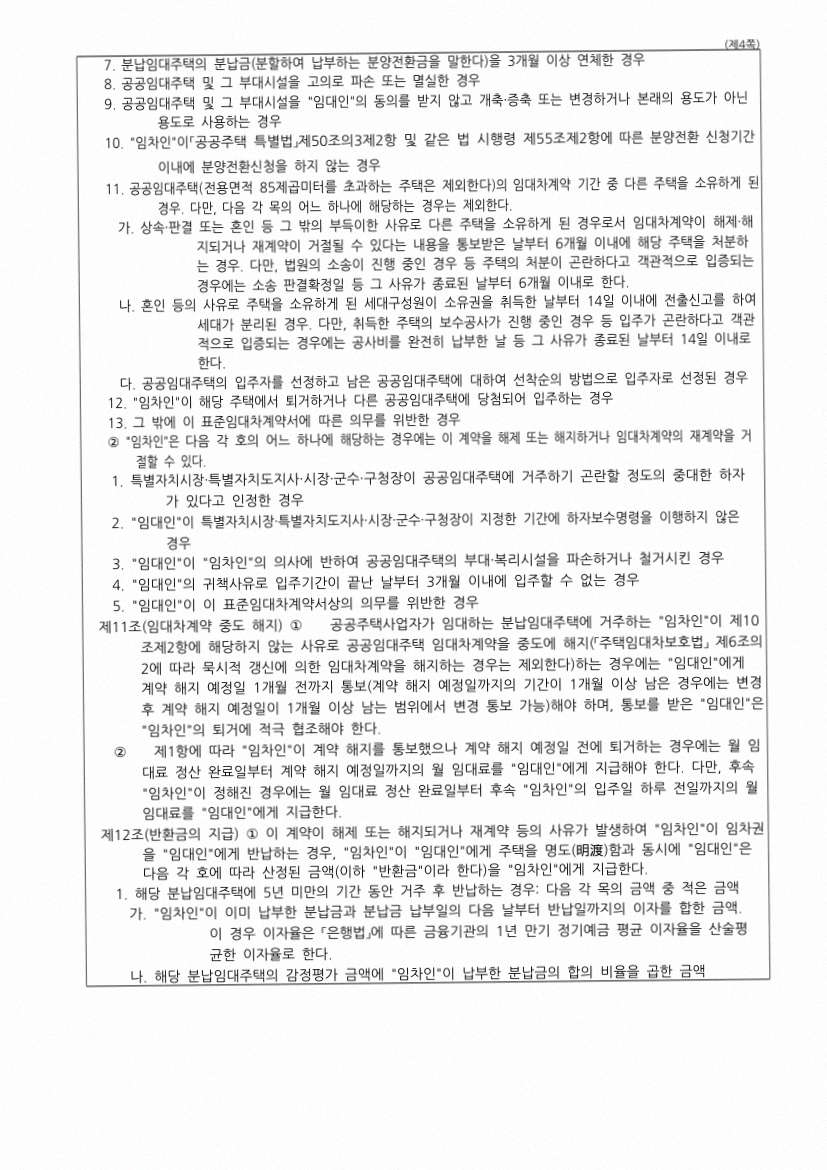 (제4쪽)
7. 분납임대주택의 분납금(분할하여 납부하는 분양전환금을 말한다)을 3개월 이상 연체한 경우
8. 공공임대주택 및 그 부대시설을 고의로 파손 또는 멸실한 경우
9. 공공임대주택 및 그 부대시설을 "임대인"의 동의를 받지 않고 개축·증축 또는 변경하거나 본래의 용도가 아닌
용도로 사용하는 경우
10. "임차인"이「공공주택 특별법」제50조의3제2항 및 같은 법 시행령 제55조제2항에 따른 분양전환 신청기간
이내에 분양전환신청을 하지 않는 경우
11. 공공임대주택(전용면적 85제곱미터를 초과하는 주택은 제외한다)의 임대차계약 기간 중 다른 주택을 소유하게 된
경우. 다만, 다음 각 목의 어느 하나에 해당하는 경우는 제외한다.
가. 상속·판결 또는 혼인 등 그 밖의 부득이한 사유로 다른 주택을 소유하게 된 경우로서 임대차계약이 해제·해
지되거나 재계약이 거절될 수 있다는 내용을 통보받은 날부터 6개월 이내에 해당 주택을 처분하
는 경우. 다만, 법원의 소송이 진행 중인 경우 등 주택의 처분이 곤란하다고 객관적으로 입증되는
경우에는 소송 판결확정일 등 그 사유가 종료된 날부터 6개월 이내로 한다.
나. 혼인 등의 사유로 주택을 소유하게 된 세대구성원이 소유권을 취득한 날부터 14일 이내에 전출신고를 하여
세대가 분리된 경우. 다만, 취득한 주택의 보수공사가 진행 중인 경우 등 입주가 곤란하다고 객관
적으로 입증되는 경우에는 공사비를 완전히 납부한 날 등 그 사유가 종료된 날부터 14일 이내로
한다.
다. 공공임대주택의 입주자를 선정하고 남은 공공임대주택에 대하여 선착순의 방법으로 입주자로 선정된 경우
12. "임차인"이 해당 주택에서 퇴거하거나 다른 공공임대주택에 당첨되어 입주하는 경우
13. 그 밖에 이 표준임대차계약서에 따른 의무를 위반한 경우
② "임차인"은 다음 각 호의 어느 하나에 해당하는 경우에는 이 계약을 해제 또는 해지하거나 임대차계약의 재계약을 거
절할 수 있다.
1. 특별자치시장·특별자치도지사·시장·군수·구청장이 공공임대주택에 거주하기 곤란할 정도의 중대한 하자
가 있다고 인정한 경우
2. "임대인"이 특별자치시장·특별자치도지사·시장·군수·구청장이 지정한 기간에 하자보수명령을 이행하지 않은
경우
3. "임대인"이 "임차인"의 의사에 반하여 공공임대주택의 부대·복리시설을 파손하거나 철거시킨 경우
4. "임대인"의 귀책사유로 입주기간이 끝난 날부터 3개월 이내에 입주할 수 없는 경우
5. "임대인"이 이 표준임대차계약서상의 의무를 위반한 경우
제11조(임대차계약 중도 해지) ① 공공주택사업자가 임대하는 분납임대주택에 거주하는 "임차인"이 제10
조제2항에 해당하지 않는 사유로 공공임대주택 임대차계약을 중도에 해지(「주택임대차보호법」 제6조의
2에 따라 묵시적 갱신에 의한 임대차계약을 해지하는 경우는 제외한다)하는 경우에는 "임대인"에게
계약 해지 예정일 1개월 전까지 통보(계약 해지 예정일까지의 기간이 1개월 이상 남은 경우에는 변경
후 계약 해지 예정일이 1개월 이상 남는 범위에서 변경 통보 가능)해야 하며, 통보를 받은 "임대인"은
"임차인"의 퇴거에 적극 협조해야 한다.
② 제1항에 따라 "임차인"이 계약 해지를 통보했으나 계약 해지 예정일 전에 퇴거하는 경우에는 월 임
대료 정산 완료일부터 계약 해지 예정일까지의 월 임대료를 "임대인"에게 지급해야 한다. 다만, 후속
"임차인"이 정해진 경우에는 월 임대료 정산 완료일부터 후속 "임차인"의 입주일 하루 전일까지의 월
임대료를 "임대인"에게 지급한다.
제12조(반환금의 지급) ① 이 계약이 해제 또는 해지되거나 재계약 등의 사유가 발생하여 "임차인"이 임차권
을 "임대인"에게 반납하는 경우, "임차인"이 "임대인"에게 주택을 명도(明渡)함과 동시에 "임대인"은
다음 각 호에 따라 산정된 금액(이하 "반환금"이라 한다)을 "임차인"에게 지급한다.
1. 해당 분납임대주택에 5년 미만의 기간 동안 거주 후 반납하는 경우: 다음 각 목의 금액 중 적은 금액
가. "임차인"이 이미 납부한 분납금과 분납금 납부일의 다음 날부터 반납일까지의 이자를 합한 금액.
이 경우 이자율은 「은행법」에 따른 금융기관의 1년 만기 정기예금 평균 이자율을 산술평
균한 이자율로 한다.
나. 해당 분납임대주택의 감정평가 금액에 "임차인"이 납부한 분납금의 합의 비율을 곱한 금액